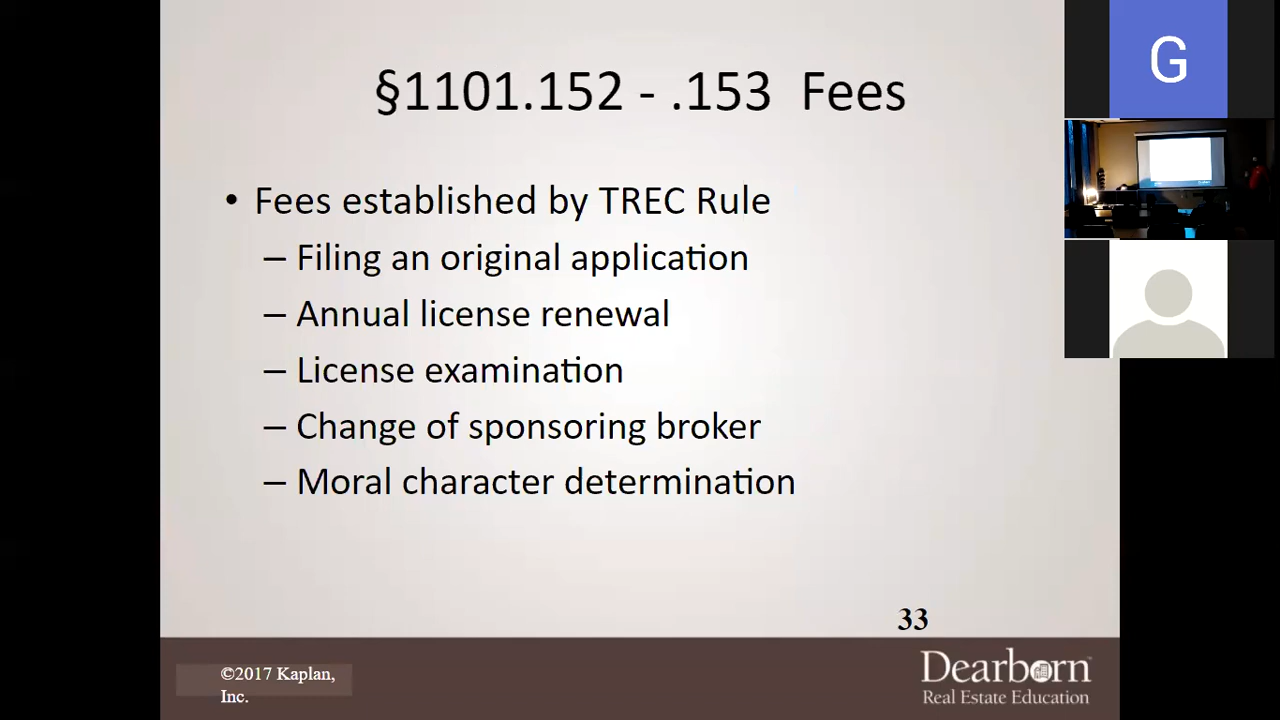 §1101.152 - .153 Fees
• Fees established by TREC Rule
– Filing an original application
– Annual license renewal
– License examination
– Change of sponsoring broker
– Moral character determination
33
©2017 Kaplan,
Inc.
Dearborn
Real Estate Education
G